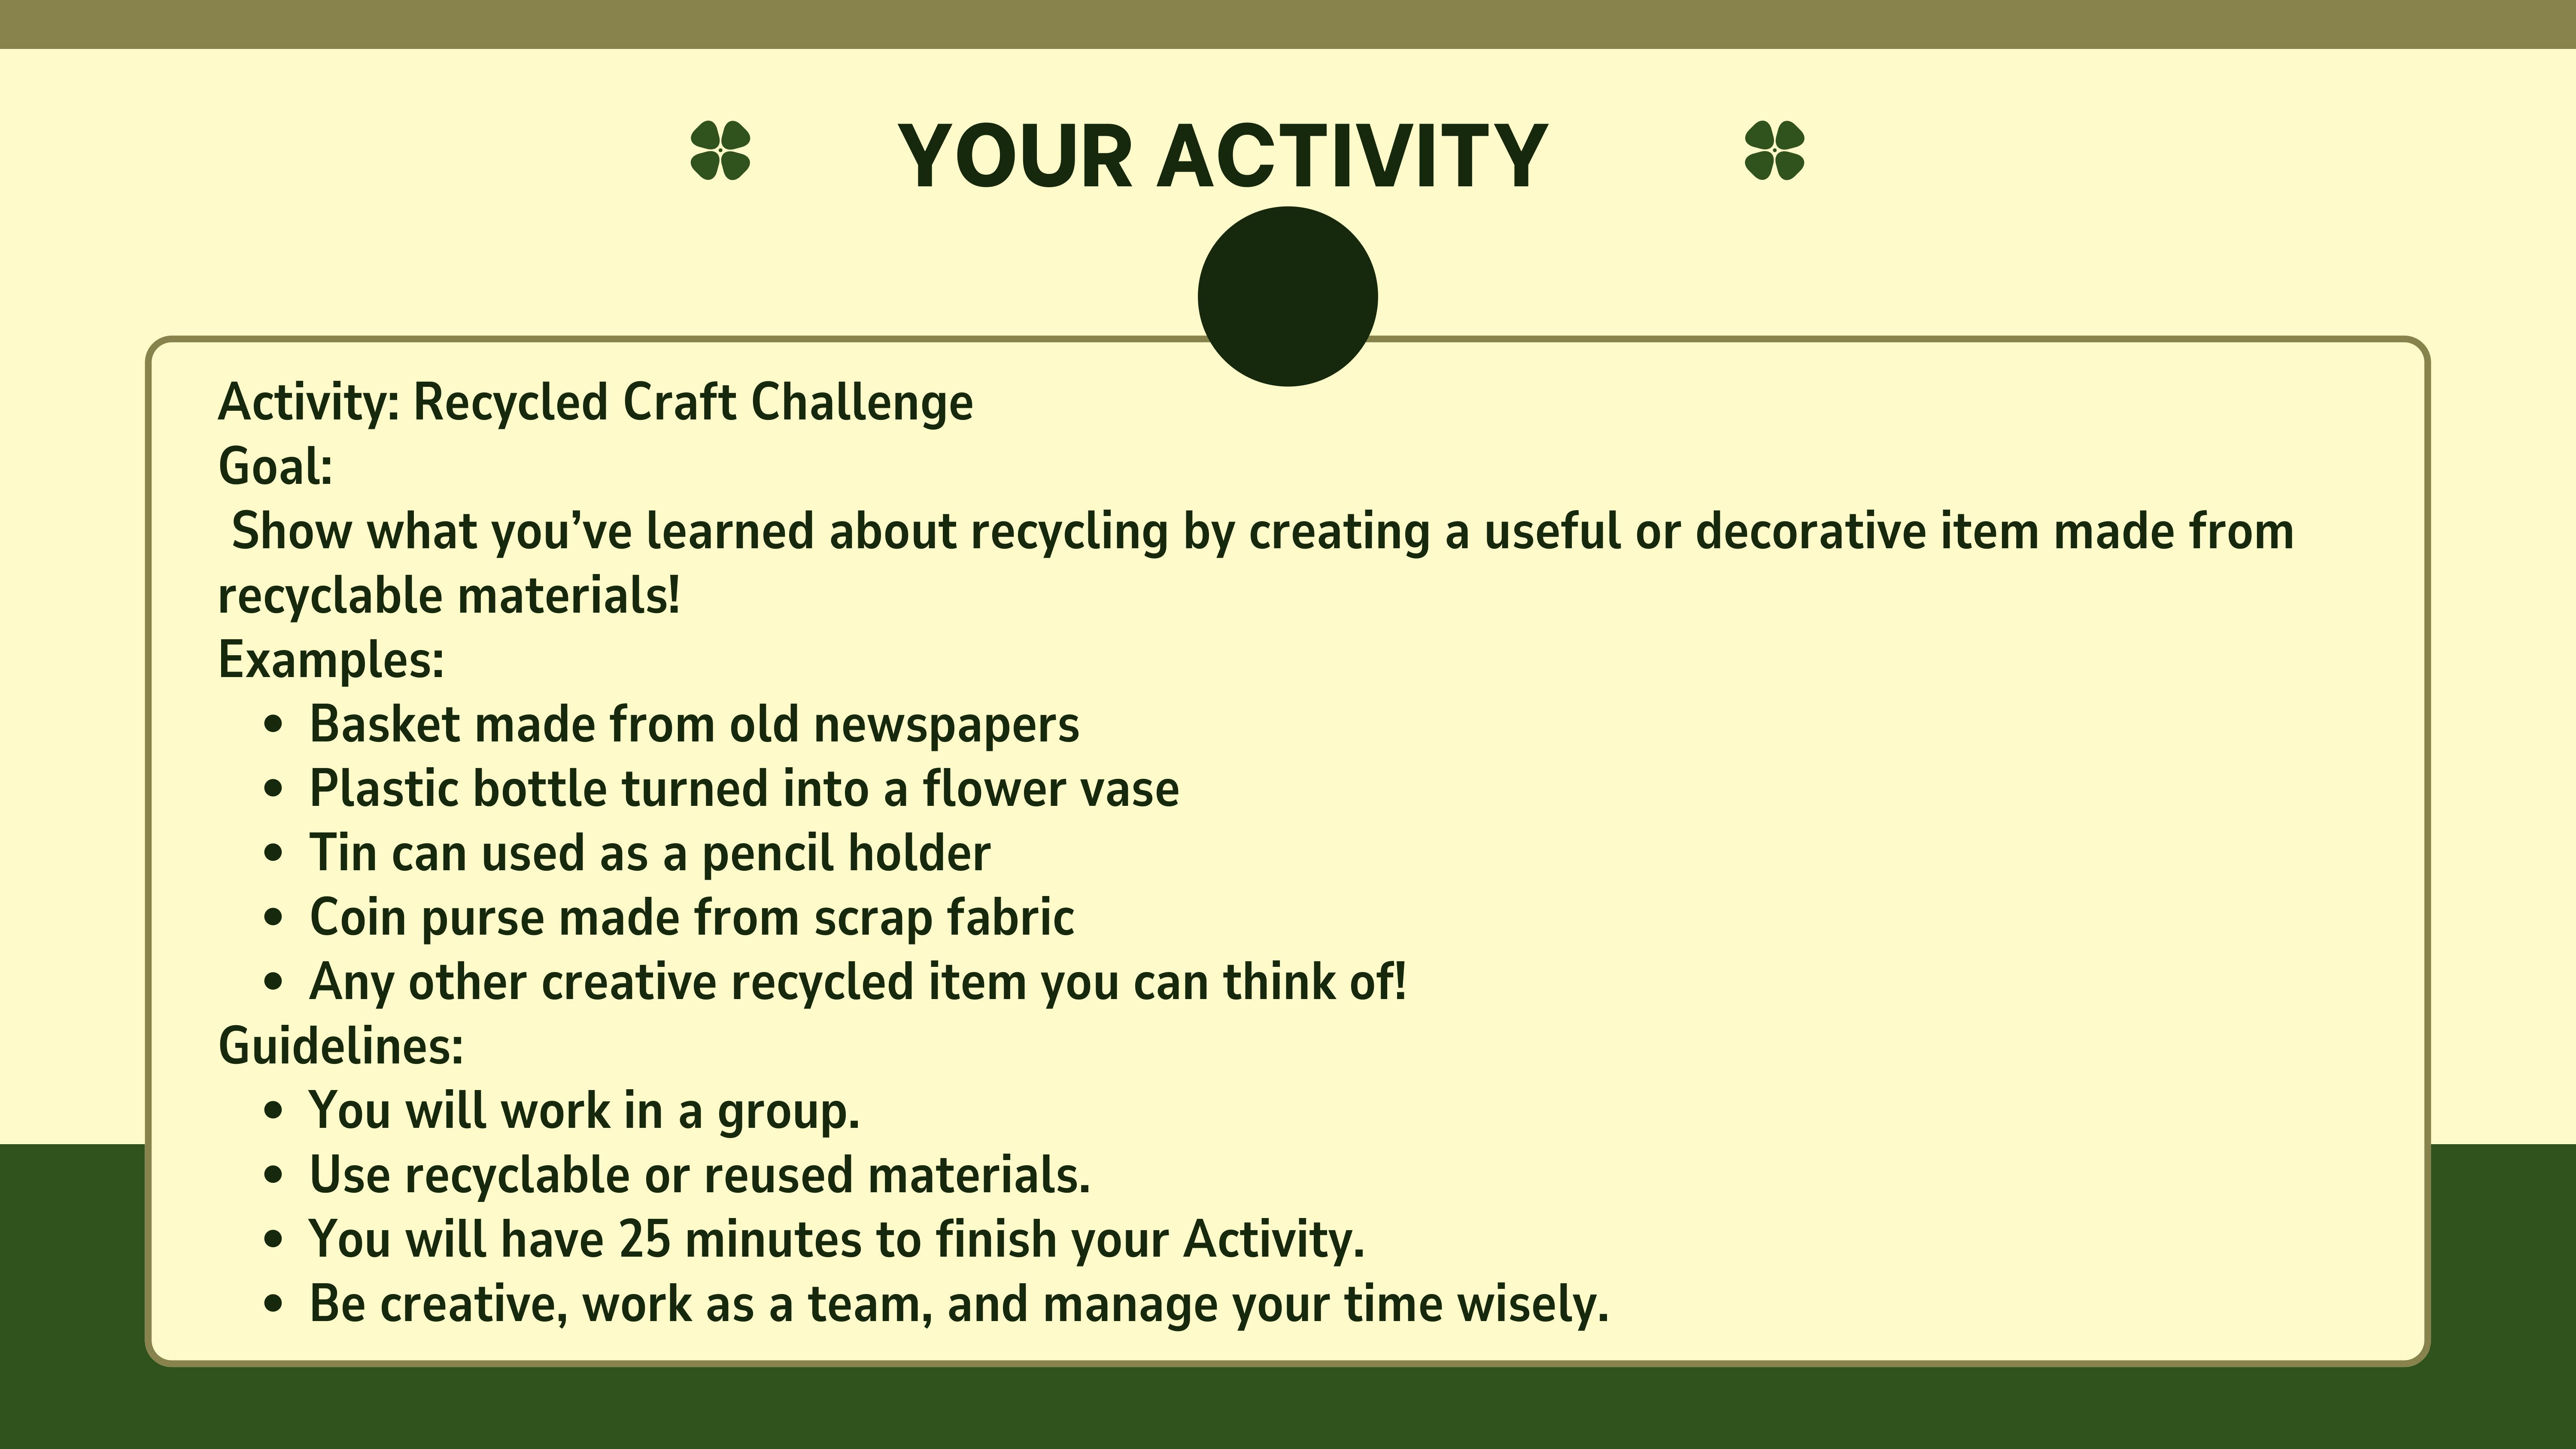 YOUR ACTIVITY
Activity: Recycled Craft Challenge
Goal:
Show what you’ve learned about recycling by creating a useful or decorative item made from
recyclable materials!
Examples:
• Basket made from old newspapers
• Plastic bottle turned into a flower vase
• Tin can used as a pencil holder
• Coin purse made from scrap fabric
• Any other creative recycled item you can think of!
Guidelines:
• You will work in a group.
• Use recyclable or reused materials.
• You will have 25 minutes to finish your Activity.
• Be creative, work as a team, and manage your time wisely.